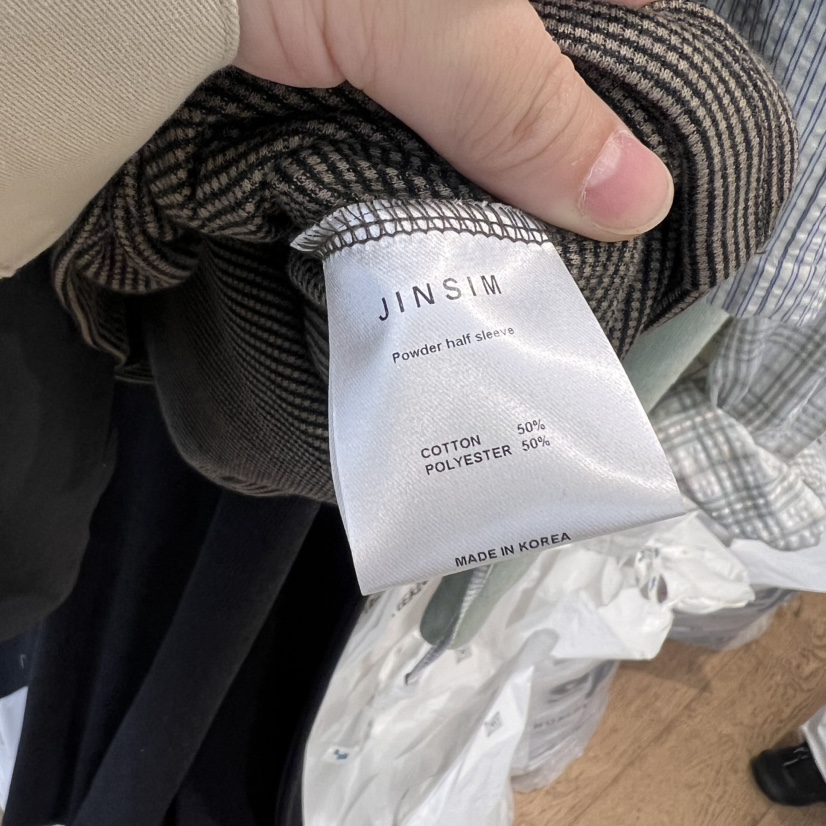 JINSIM
Powder half sleeve
COTTON 50%
POLYESTER 50%
MADE IN KOREA